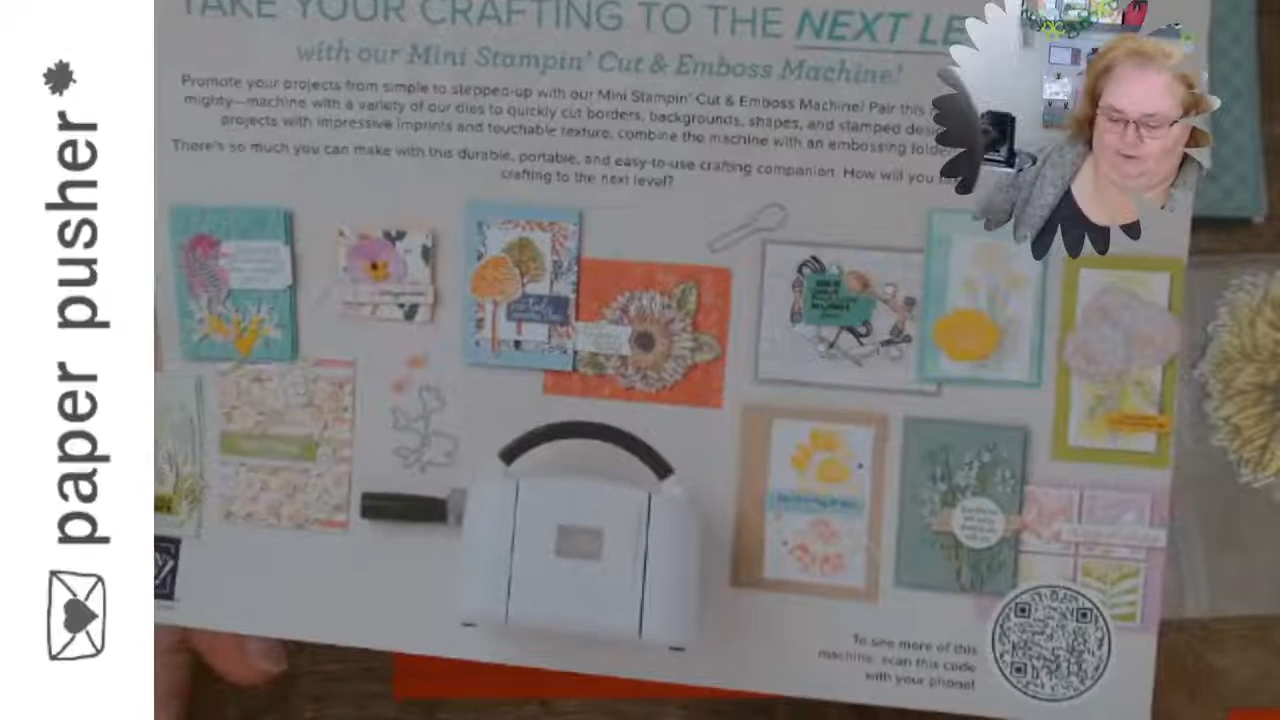 TAKE YOUR CRAFTING TO THE NEXT LE
with our Mini Stampin' Cut & Emboss Machine!
Promote your projects from simple to stepped-up with our Mini Stampin' Cut & Emboss Machine! Pair this
mighty—machine with a variety of our dies to quickly cut borders, backgrounds, shapes, and stamped desi
projects with impressive imprints and touchable texture, combine the machine with an embossing folde
There's so much you can make with this durable, portable, and easy-to-use crafting companion. How will you
crafting to the next level?
To see more of this
machine, scan this code
with your phone!
paper pusher